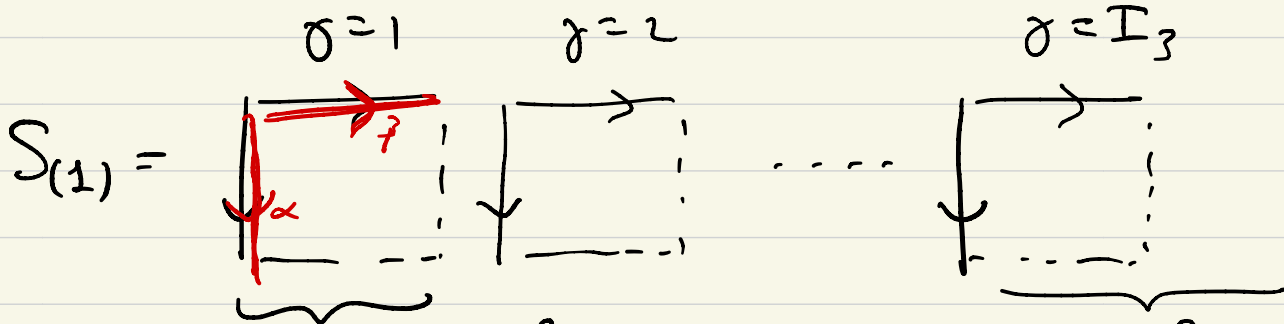 γ=1 γ=2 γ=I₃
S₍₁₎ = . . . . .
β
α